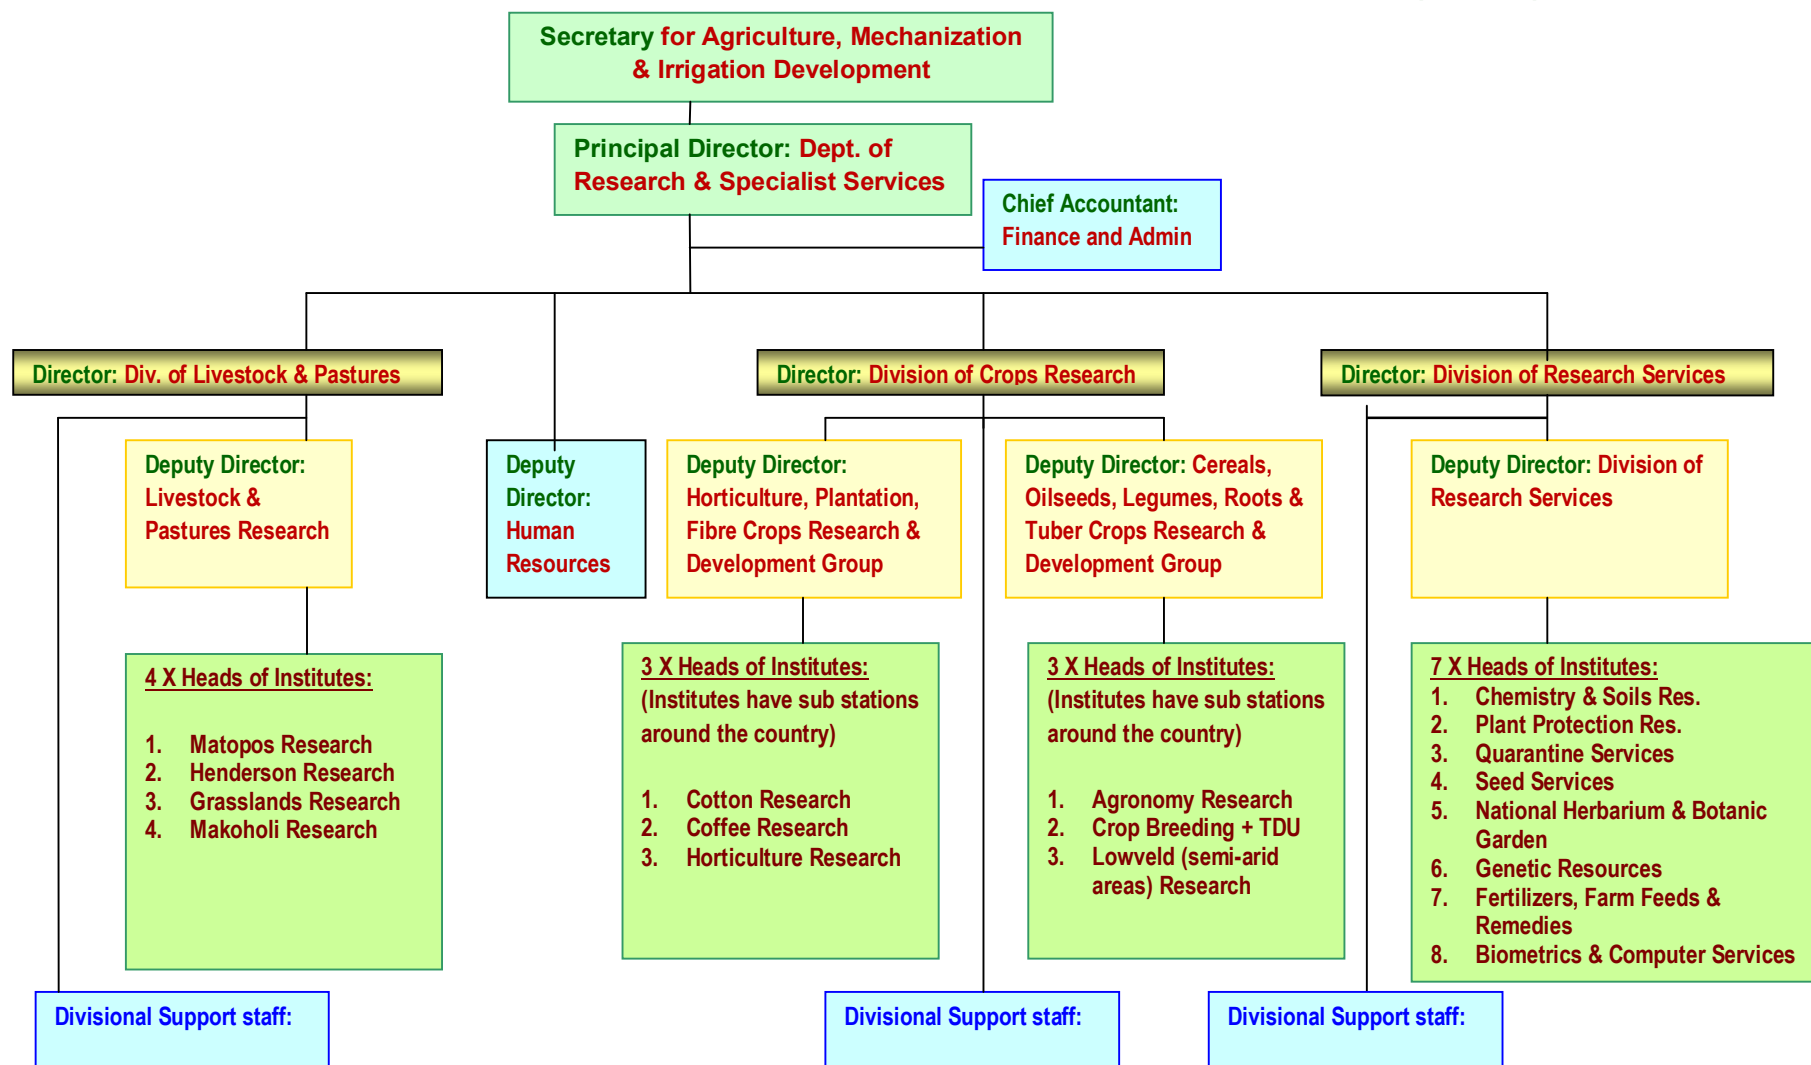 Secretary for Agriculture, Mechanization
& Irrigation Development
Principal Director: Dept. of
Research & Specialist Services
Chief Accountant:
Finance and Admin
Director: Div. of Livestock & Pastures
Director: Division of Crops Research
Director: Division of Research Services
Deputy Director:
Livestock &
Pastures Research
Deputy
Director:
Human
Resources
Deputy Director:
Horticulture, Plantation,
Fibre Crops Research &
Development Group
Deputy Director: Cereals,
Oilseeds, Legumes, Roots &
Tuber Crops Research &
Development Group
Deputy Director: Division of
Research Services
4 X Heads of Institutes:
1. Matopos Research
2. Henderson Research
3. Grasslands Research
4. Makoholi Research
3 X Heads of Institutes:
(Institutes have sub stations
around the country)
1. Cotton Research
2. Coffee Research
3. Horticulture Research
3 X Heads of Institutes:
(Institutes have sub stations
around the country)
1. Agronomy Research
2. Crop Breeding + TDU
3. Lowveld (semi-arid
areas) Research
7 X Heads of Institutes:
1. Chemistry & Soils Res.
2. Plant Protection Res.
3. Quarantine Services
4. Seed Services
5. National Herbarium & Botanic
Garden
6. Genetic Resources
7. Fertilizers, Farm Feeds &
Remedies
8. Biometrics & Computer Services
Divisional Support staff:
Divisional Support staff:
Divisional Support staff: